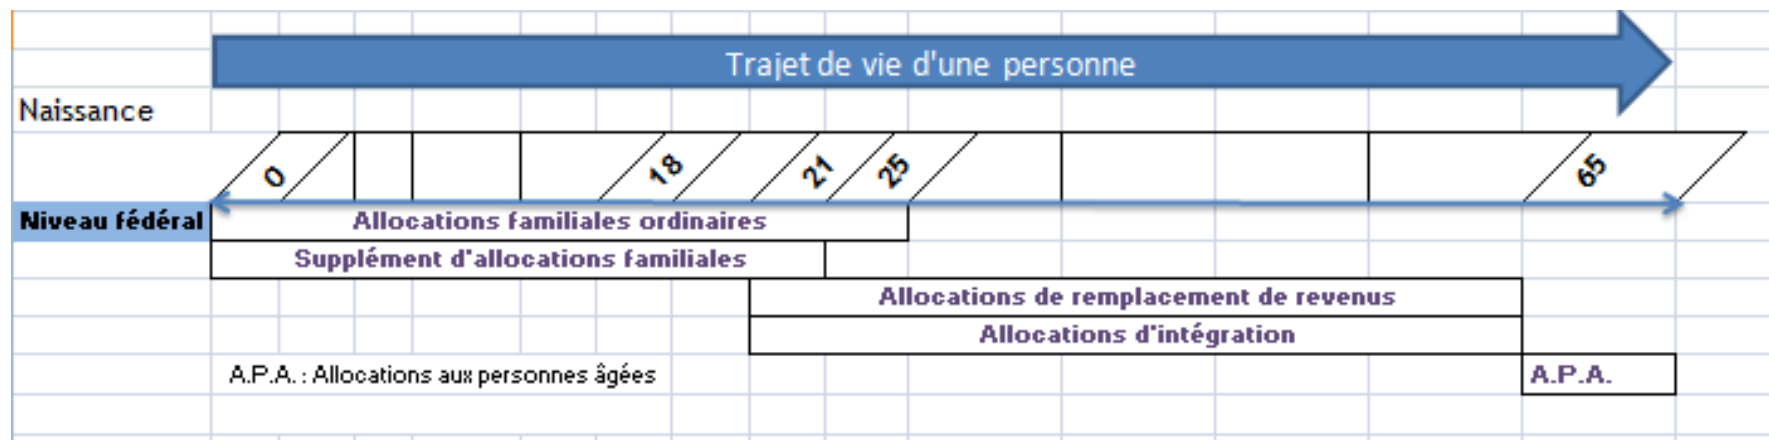 Trajet de vie d'une personne
Naissance
0 18 21 25 65
Niveau fédéral Allocations familiales ordinaires
Supplément d'allocations familiales
Allocations de remplacement de revenus
Allocations d'intégration
A.P.A. : Allocations aux personnes âgées A.P.A.